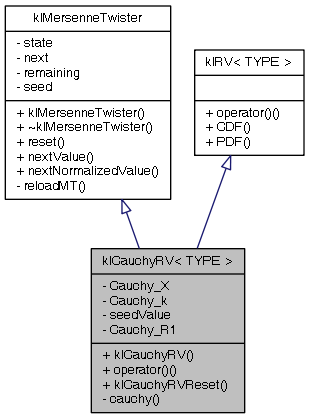 klMersenneTwister
- state
- next
- remaining
- seed
+ klMersenneTwister()
+ ~klMersenneTwister()
+ reset()
+ nextValue()
+ nextNormalizedValue()
- reloadMT()
klRV< TYPE >
+ operator()()
+ CDF()
+ PDF()
klCauchyRV< TYPE >
- Cauchy_X
- Cauchy_k
- seedValue
- Cauchy_R1
+ klCauchyRV()
+ operator()()
+ klCauchyRVReset()
- cauchy()